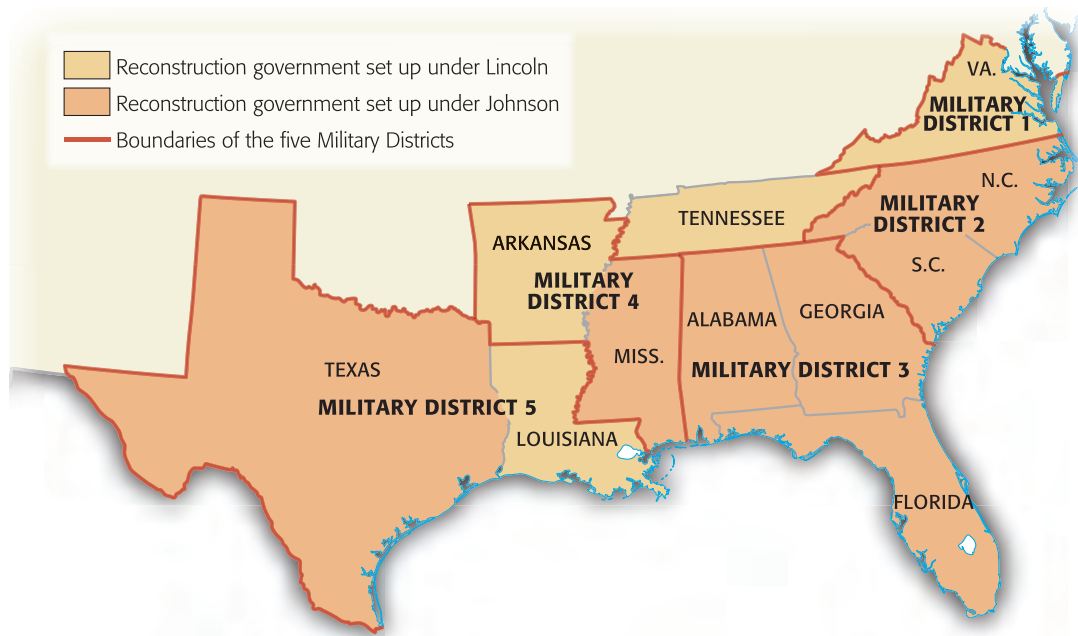 Reconstruction government set up under Lincoln
Reconstruction government set up under Johnson
Boundaries of the five Military Districts
VA.
MILITARY
DISTRICT 1
N.C.
MILITARY
DISTRICT 2
S.C.
TENNESSEE
ARKANSAS
MILITARY
DISTRICT 4
MISS.
ALABAMA
GEORGIA
MILITARY DISTRICT 3
TEXAS
MILITARY DISTRICT 5
LOUISIANA
FLORIDA